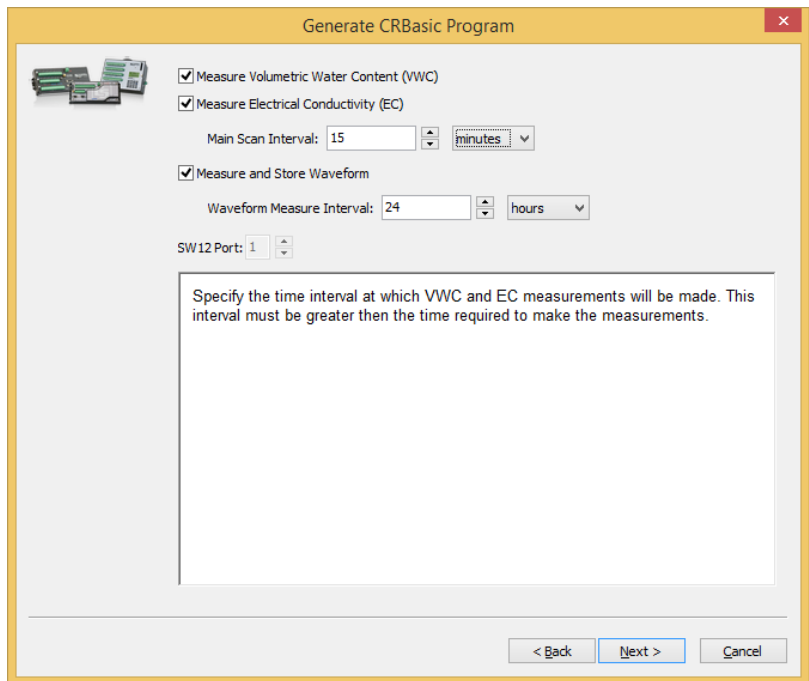 Generate CRBasic Program
Measure Volumetric Water Content (VWC)
Measure Electrical Conductivity (EC)
Main Scan Interval: 15 minutes
Measure and Store Waveform
Waveform Measure Interval: 24 hours
SW12 Port: 1
Specify the time interval at which VWC and EC measurements will be made. This
interval must be greater then the time required to make the measurements.
< Back Next > Cancel